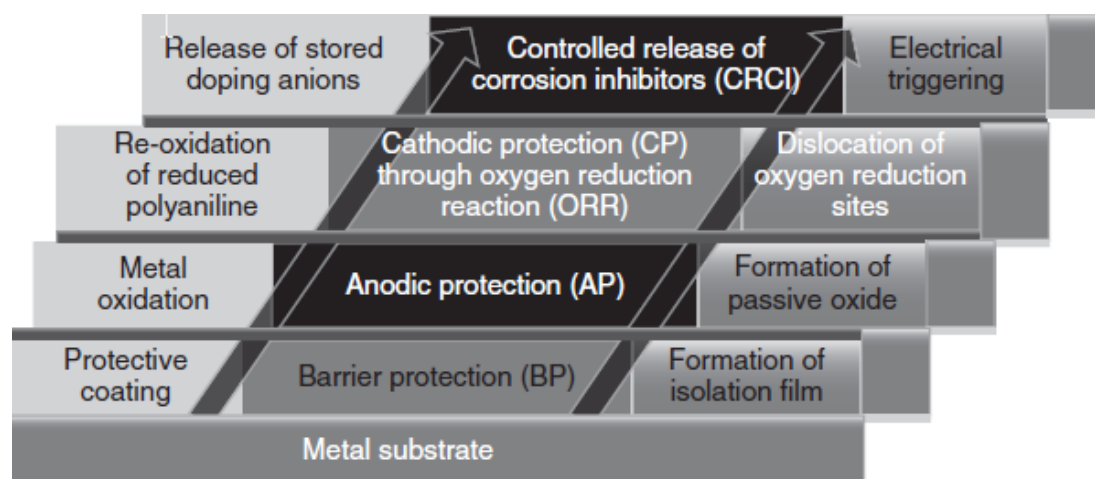 Release of stored
doping anions
Controlled release of
corrosion inhibitors (CRCI)
Electrical
triggering
Re-oxidation
of reduced
polyaniline
Cathodic protection (CP)
through oxygen reduction
reaction (ORR)
Dislocation of
oxygen reduction
sites
Metal
oxidation
Anodic protection (AP)
Formation of
passive oxide
Protective
coating
Barrier protection (BP)
Formation of
isolation film
Metal substrate